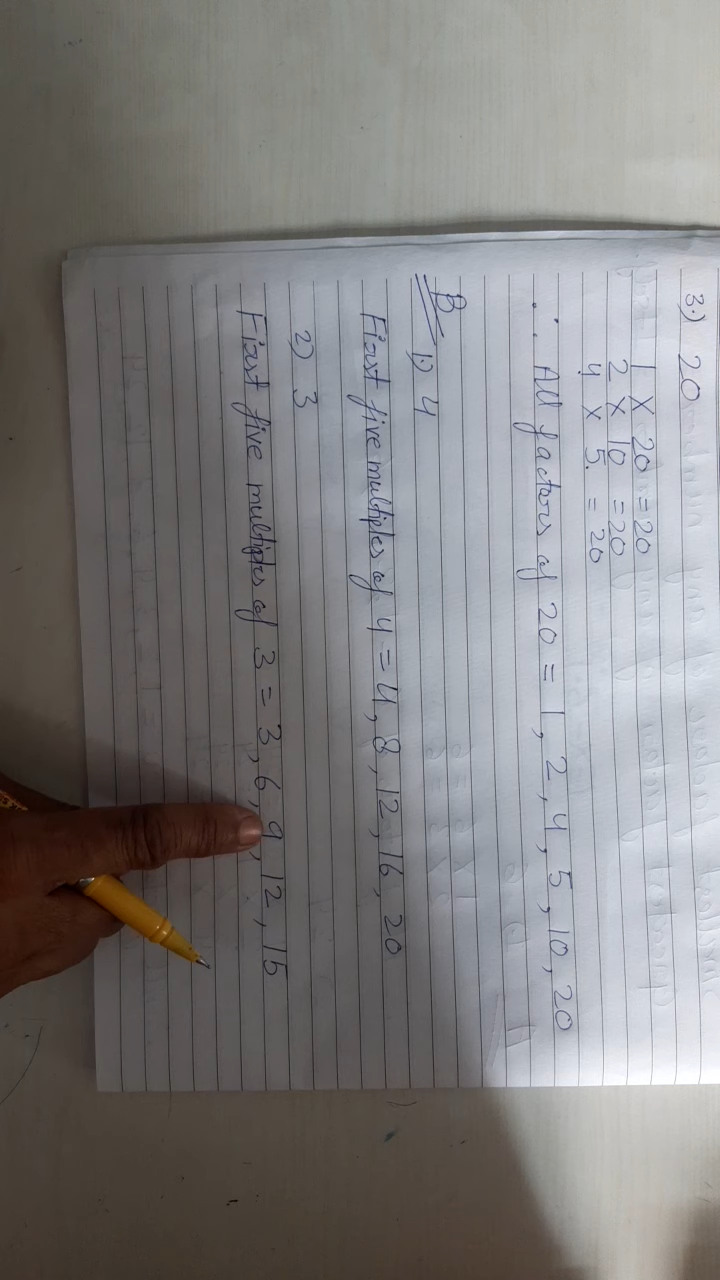 3.) 20
1 X 20 = 20
2 X 10 = 20
4 X 5 = 20
∴ All factors of 20 = 1, 2, 4, 5, 10, 20
B 1) 4
First five multiples of 4 = 4, 8, 12, 16, 20
2) 3
First five multiples of 3 = 3, 6, 9, 12, 15